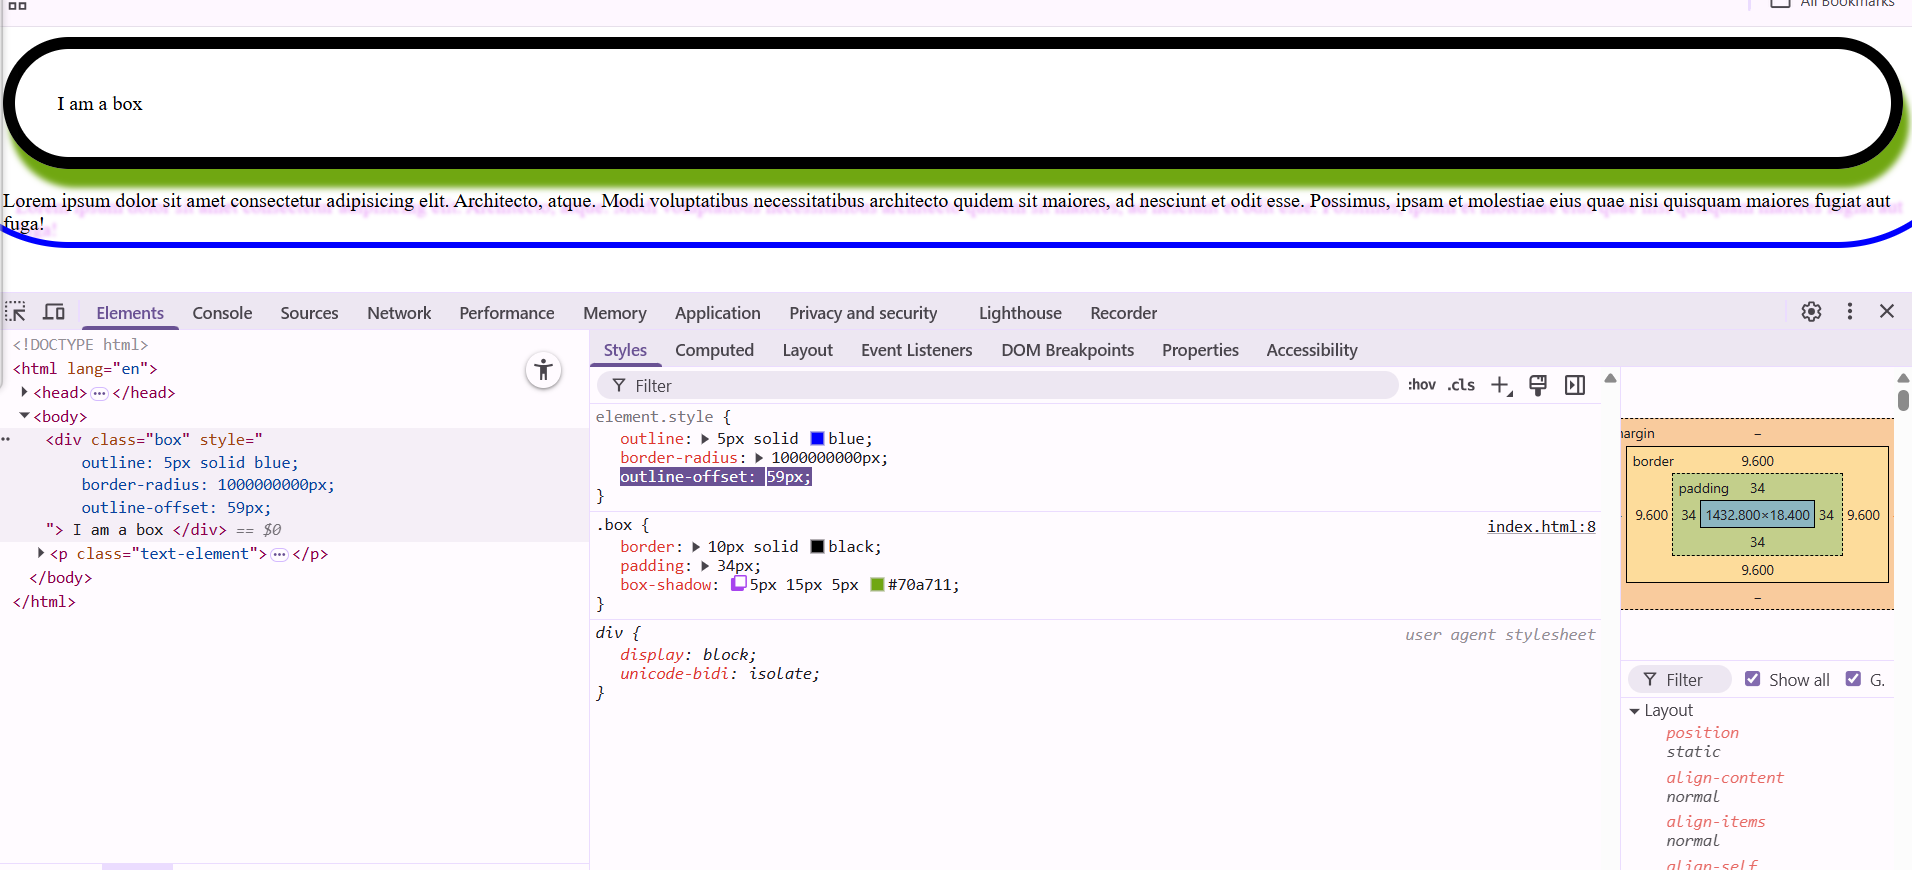 All Bookmarks
I am a box
Lorem ipsum dolor sit amet consectetur adipisicing elit. Architecto, atque. Modi voluptatibus necessitatibus architecto quidem sit maiores, ad nesciunt et odit esse. Possimus, ipsam et molestiae eius quae nisi quisquam maiores fugiat aut
fuga!
Elements Console Sources Network Performance Memory Application Privacy and security Lighthouse Recorder
<!DOCTYPE html>
<html lang="en">
<head> ⋯ </head>
<body>
<div class="box" style="
outline: 5px solid blue;
border-radius: 1000000000px;
outline-offset: 59px;
"> I am a box </div> == $0
<p class="text-element"> ⋯ </p>
</body>
</html>
Styles Computed Layout Event Listeners DOM Breakpoints Properties Accessibility
Filter :hov .cls
element.style {
outline: 5px solid blue;
border-radius: 1000000000px;
outline-offset: 59px;
}
.box { index.html:8
border: 10px solid black;
padding: 34px;
box-shadow: 5px 15px 5px #70a711;
}
div { user agent stylesheet
display: block;
unicode-bidi: isolate;
}
argin –
border 9.600
padding 34
9.600 34 1432.800×18.400 34 9.600
34
9.600
–
Filter Show all G.
Layout
position
static
align-content
normal
align-items
normal
align-self